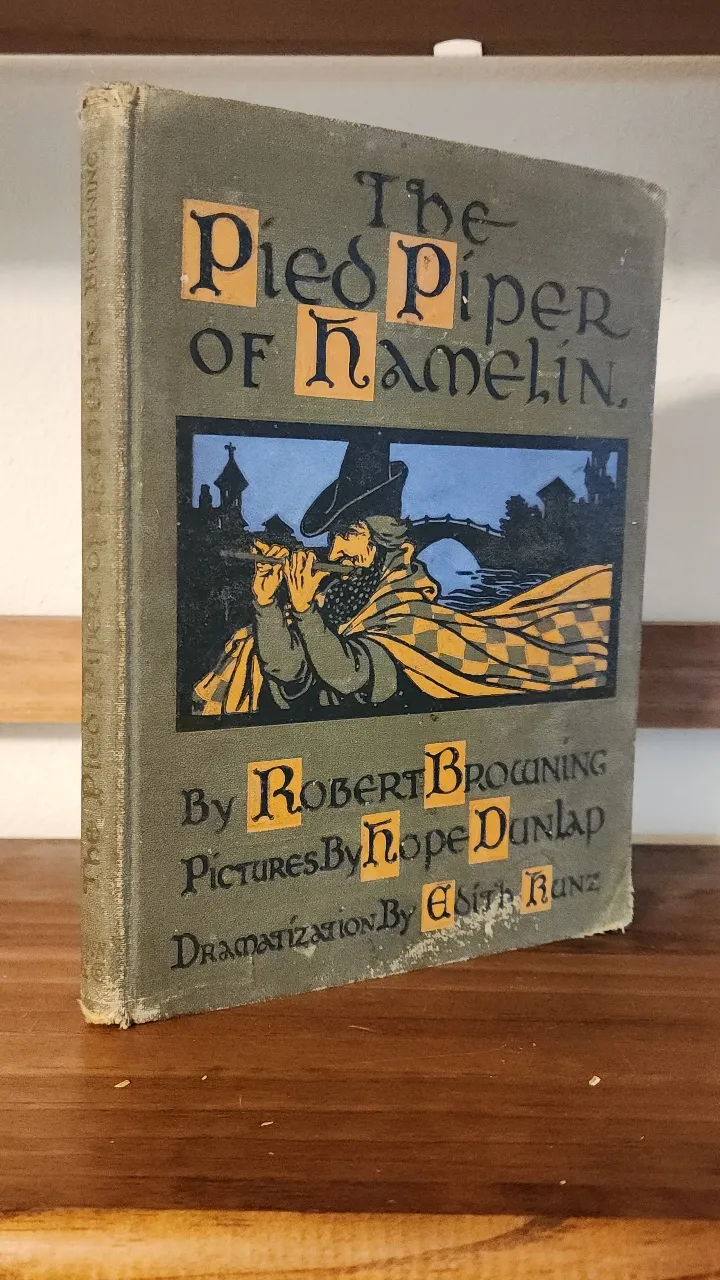 The
Pied Piper
of Hamelin.
By Robert Browning
Pictures. By Hope Dunlap
Dramatization. By Edith Kunz
The Pied Piper of Hamelin Browning